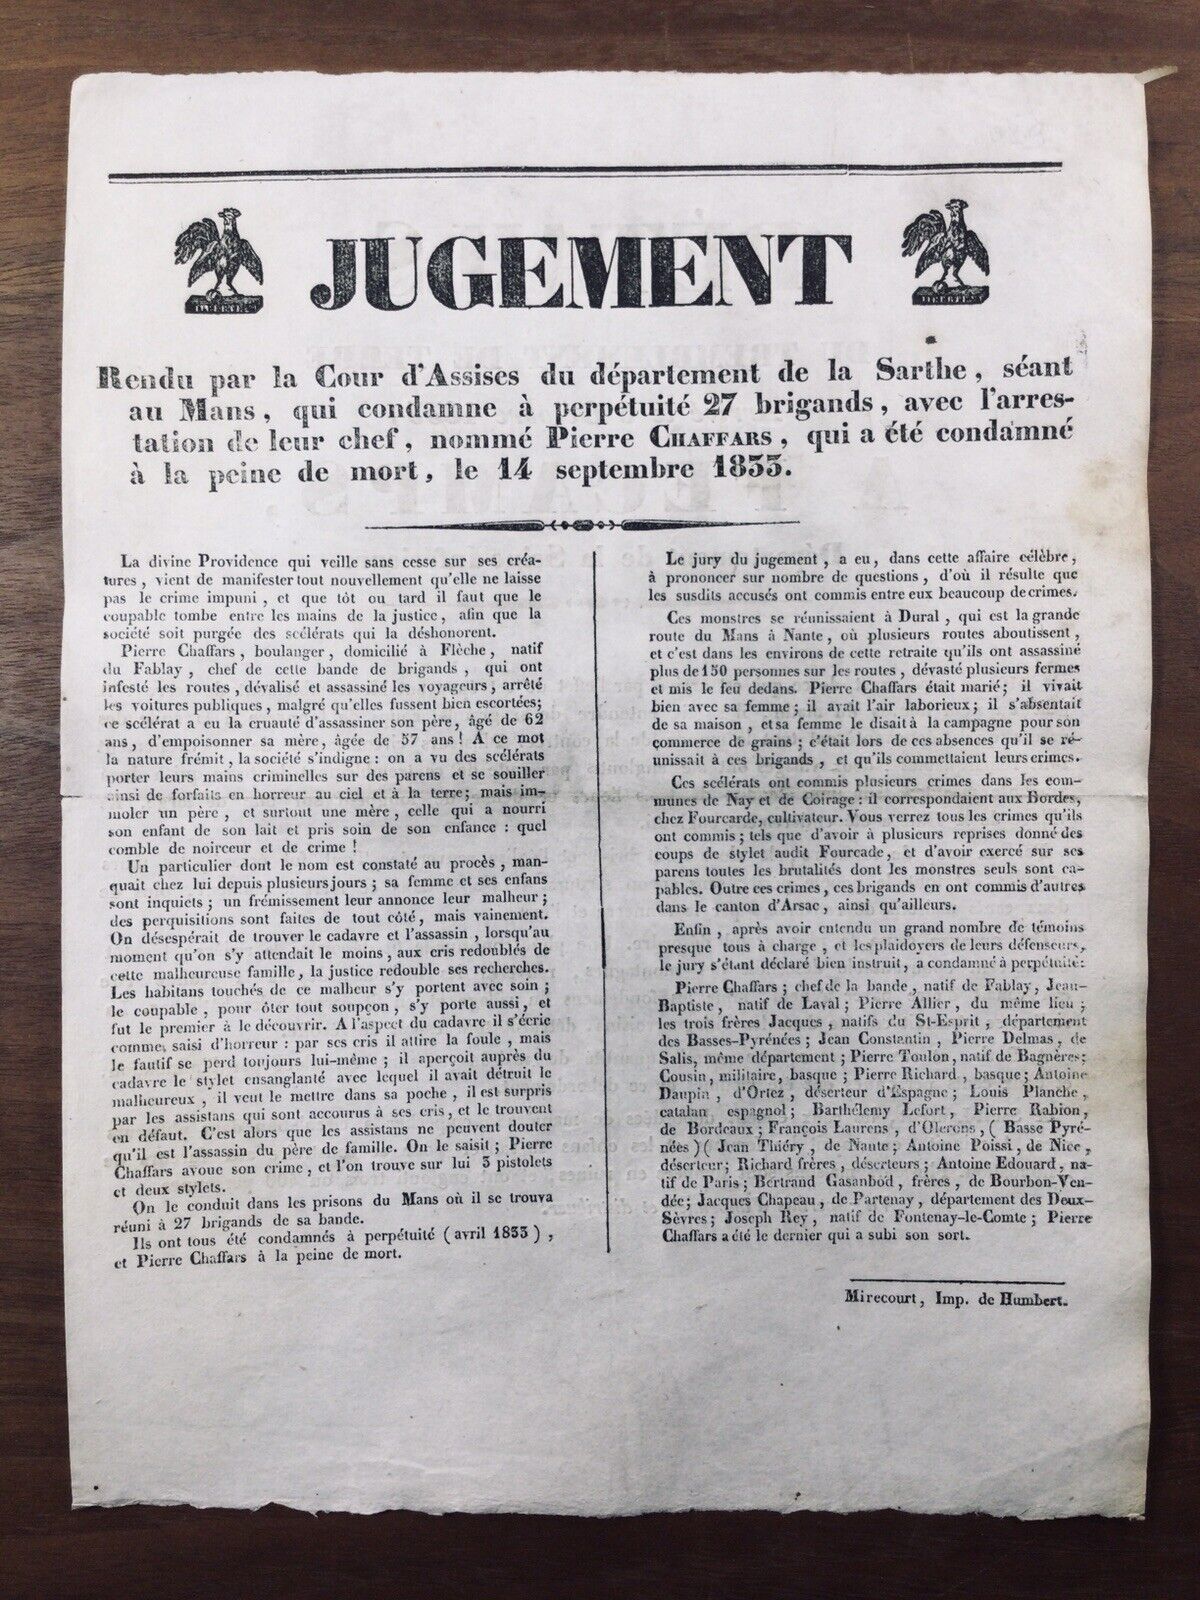 JUGEMENT
Rendu par la Cour d'Assises du département de la Sarthe, séant
au Mans, qui condamne à perpétuité 27 brigands, avec l'arres-
tation de leur chef, nommé Pierre CHAFFARS, qui a été condamné
à la peine de mort, le 14 septembre 1833.
La divine Providence qui veille sans cesse sur ses créa-
tures, vient de manifester tout nouvellement qu'elle ne laisse
pas le crime impuni, et que tôt ou tard il faut que le
coupable tombe entre les mains de la justice, afin que la
société soit purgée des scélérats qui la déshonorent.
Pierre Chaffars, boulanger, domicilié à Flèche, natif
du Fablay, chef de cette bande de brigands, qui ont
infesté les routes, dévalisé et assassiné les voyageurs, arrêté
les voitures publiques, malgré qu'elles fussent bien escortées;
ce scélérat a eu la cruauté d'assassiner son père, âgé de 62
ans, d'empoisonner sa mère, âgée de 57 ans! A ce mot
la nature frémit, la société s'indigne: on a vu des scélérats
porter leurs mains criminelles sur des parens et se souiller
ainsi de forfaits en horreur au ciel et à la terre; mais im-
moler un père, et surtout une mère, celle qui a nourri
son enfant de son lait et pris soin de son enfance: quel
comble de noirceur et de crime!
Un particulier dont le nom est constaté au procès, man-
quait chez lui depuis plusieurs jours; sa femme et ses enfans
sont inquiets; un frémissement leur annonce leur malheur;
des perquisitions sont faites de tout côté, mais vainement.
On désespérait de trouver le cadavre et l'assassin, lorsqu'au
moment qu'on s'y attendait le moins, aux cris redoublés de
cette malheureuse famille, la justice redouble ses recherches.
Les habitans touchés de ce malheur s'y portent avec soin;
le coupable, pour ôter tout soupçon, s'y porte aussi, et
fut le premier à le découvrir. A l'aspect du cadavre il s'écrie
comme saisi d'horreur: par ses cris il attire la foule, mais
le fautif se perd toujours lui-même; il aperçoit auprès du
cadavre le stylet ensanglanté avec lequel il avait détruit le
malheureux, il veut le mettre dans sa poche, il est surpris
par les assistans qui sont accourus à ses cris, et le trouvent
en défaut. C'est alors que les assistans ne peuvent douter
qu'il est l'assassin du père de famille. On le saisit; Pierre
Chaffars avoue son crime, et l'on trouve sur lui 3 pistolets
et deux stylets.
On le conduit dans les prisons du Mans où il se trouva
réuni à 27 brigands de sa bande.
Ils ont tous été condamnés à perpétuité (avril 1833),
et Pierre Chaffars à la peine de mort.
Le jury du jugement, a eu, dans cette affaire célèbre,
à prononcer sur nombre de questions, d'où il résulte que
les susdits accusés ont commis entre eux beaucoup de crimes.
Ces monstres se réunissaient à Dural, qui est la grande
route du Mans à Nante, où plusieurs routes aboutissent,
et c'est dans les environs de cette retraite qu'ils ont assassiné
plus de 150 personnes sur les routes, dévasté plusieurs fermes
et mis le feu dedans. Pierre Chaffars était marié; il vivait
bien avec sa femme; il avait l'air laborieux; il s'absentait
de sa maison, et sa femme le disait à la campagne pour son
commerce de grains; c'était lors de ces absences qu'il se ré-
unissait à ces brigands, et qu'ils commettaient leurs crimes.
Ces scélérats ont commis plusieurs crimes dans les com-
munes de Nay et de Coirage: il correspondaient aux Bordes,
chez Fourcarde, cultivateur. Vous verrez tous les crimes qu'ils
ont commis; tels que d'avoir à plusieurs reprises donné des
coups de stylet audit Fourcade, et d'avoir exercé sur ses
parens toutes les brutalités dont les monstres seuls sont ca-
pables. Outre ces crimes, ces brigands en ont commis d'autres
dans le canton d'Arsac, ainsi qu'ailleurs.
Enfin, après avoir entendu un grand nombre de témoins
presque tous à charge, et les plaidoyers de leurs défenseurs,
le jury s'étant déclaré bien instruit, a condamné à perpétuité:
Pierre Chaffars; chef de la bande, natif de Fablay, Jean-
Baptiste, natif de Laval; Pierre Allier, du même lieu;
les trois frères Jacques, natifs du St-Esprit, département
des Basses-Pyrénées; Jean Constantin, Pierre Delmas, de
Salis, même département; Pierre Toulon, natif de Bagnères;
Cousin, militaire, basque; Pierre Richard, basque; Antoine
Daupin, d'Ortez, déserteur d'Espagne; Louis Planche,
catalan espagnol; Barthélemy Lefort, Pierre Rabion,
de Bordeaux; François Laurens, d'Olerens, (Basse Pyré-
nées)( Jean Thiéry, de Nante; Antoine Poissi, de Nice,
déserteur; Richard frères, déserteurs; Antoine Edouard, na-
tif de Paris; Bertrand Gasanbod, frères, de Bourbon-Ven-
dée; Jacques Chapeau, de Partenay, département des Deux-
Sèvres; Joseph Rey, natif de Fontenay-le-Comte; Pierre
Chaffars a été le dernier qui a subi son sort.
Mirecourt, Imp. de Humbert.